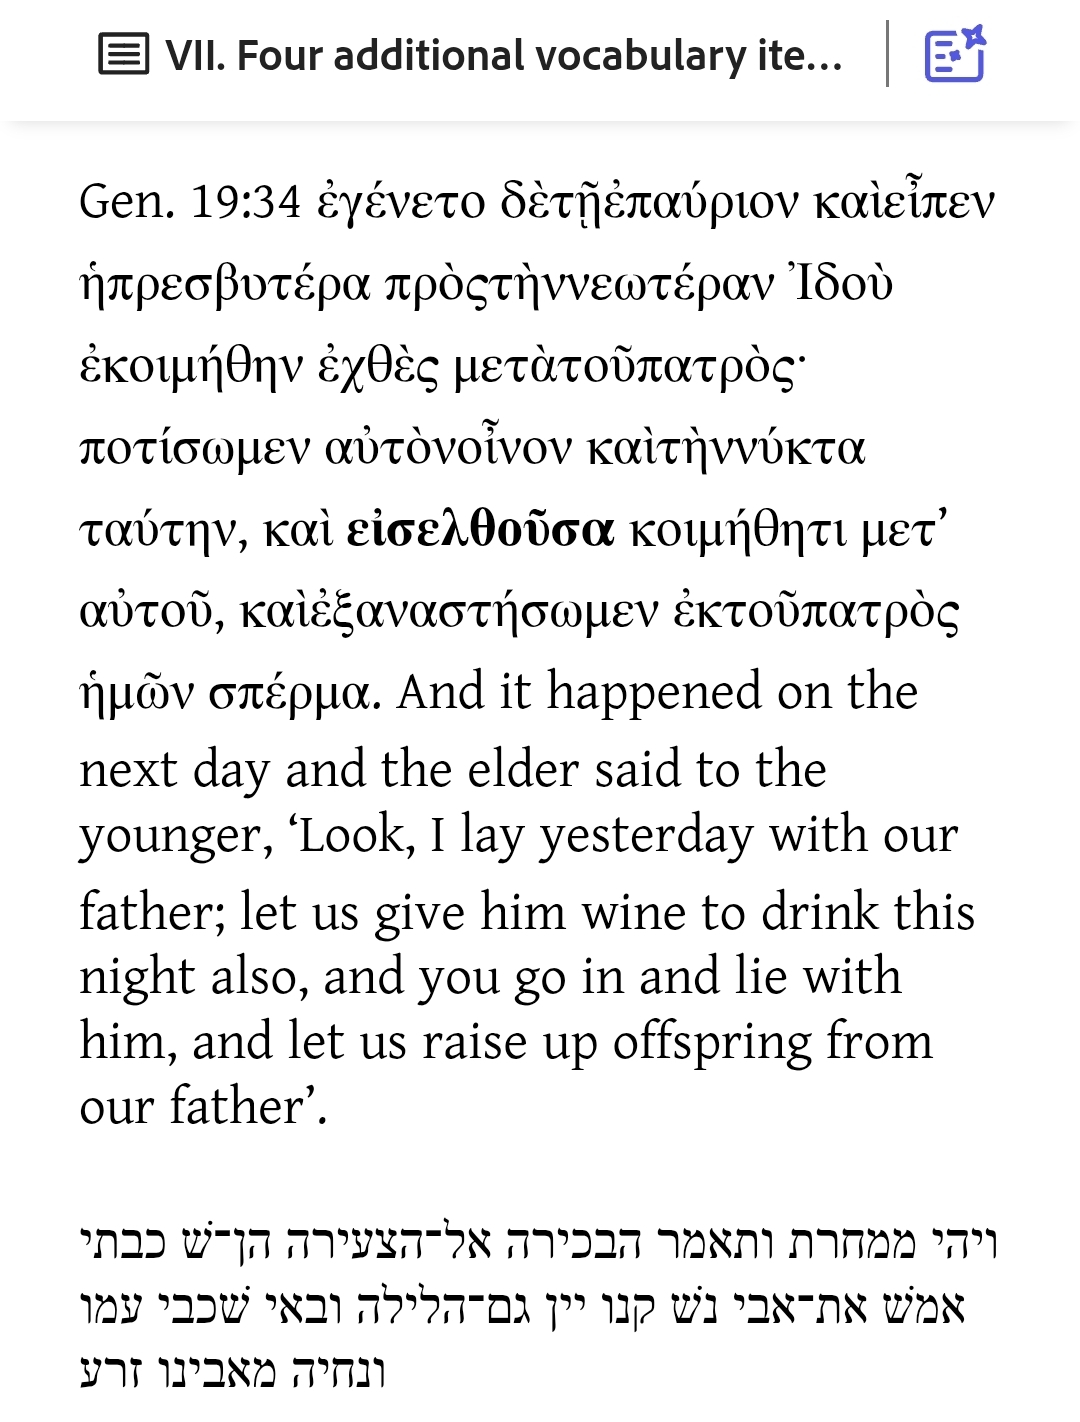 VII. Four additional vocabulary ite...
Gen. 19:34 ἐγένετο δὲτῇἐπαύριον καὶεἶπεν
ἡπρεσβυτέρα πρὸςτὴννεωτέραν Ἰδοὺ
ἐκοιμήθην ἐχθὲς μετὰτοῦπατρὸς·
ποτίσωμεν αὐτὸνοἶνον καὶτὴννύκτα
ταύτην, καὶ εἰσελθοῦσα κοιμήθητι μετ’
αὐτοῦ, καὶἐξαναστήσωμεν ἐκτοῦπατρὸς
ἡμῶν σπέρμα. And it happened on the
next day and the elder said to the
younger, ‘Look, I lay yesterday with our
father; let us give him wine to drink this
night also, and you go in and lie with
him, and let us raise up offspring from
our father’.
ויהי ממחרת ותאמר הבכירה אל־הצעירה הן־שׁ כבתי
אמשׁ את־אבי נשׁ קנו יין גם־הלילה ובאי שׁכבי עמו
ונחיה מאבינו זרע